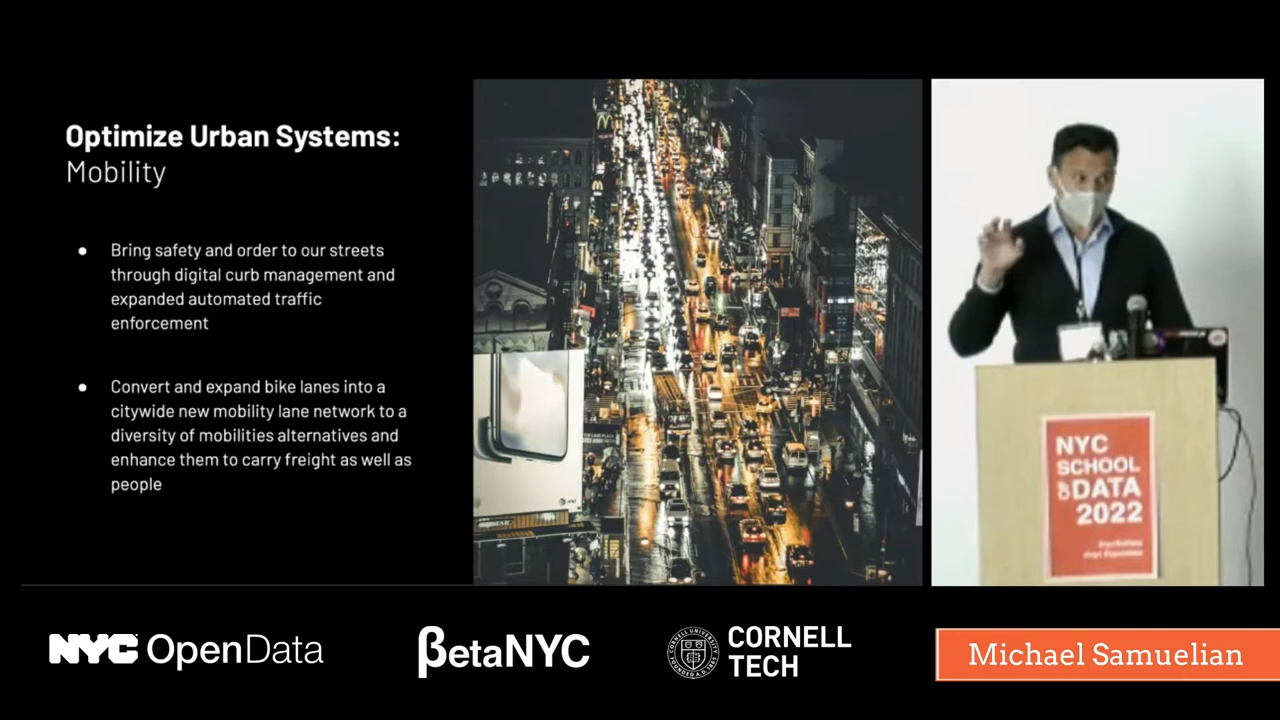 Optimize Urban Systems:
Mobility
● Bring safety and order to our streets
through digital curb management and
expanded automated traffic
enforcement
● Convert and expand bike lanes into a
citywide new mobility lane network to a
diversity of mobilities alternatives and
enhance them to carry freight as well as
people
NYC
SCHOOL
OF DATA
2022
NYC OpenData
βetaNYC
CORNELL
TECH
Michael Samuelian